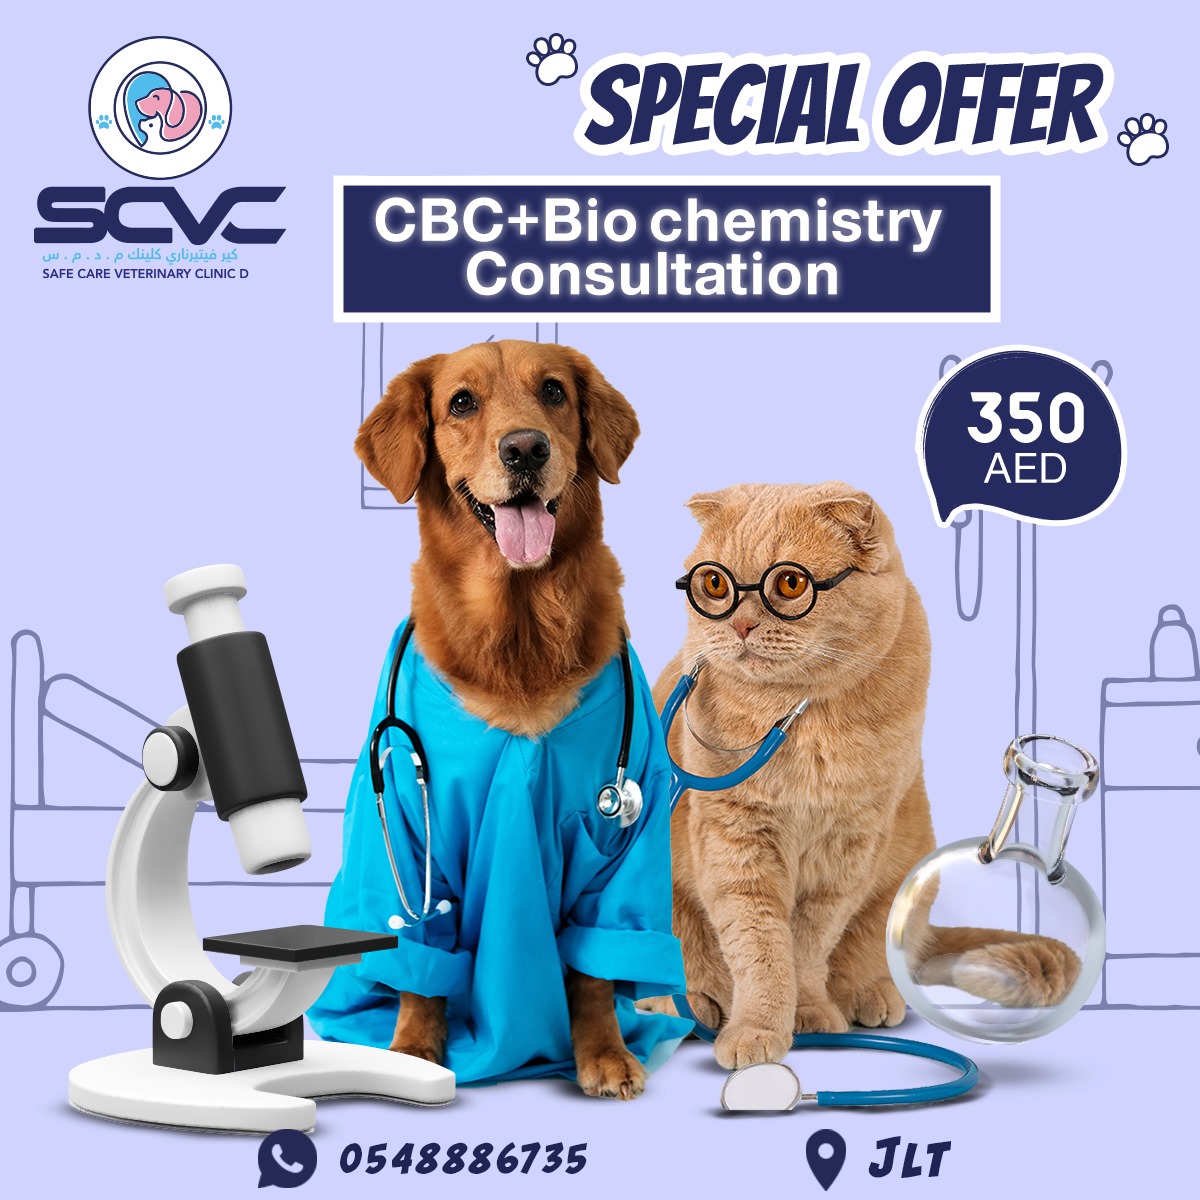 SCVC
كير فيتيرناري كلينك م . د . م . س
SAFE CARE VETERINARY CLINIC D
SPECIAL OFFER
CBC+Bio chemistry
Consultation
350
AED
0548886735
JLT